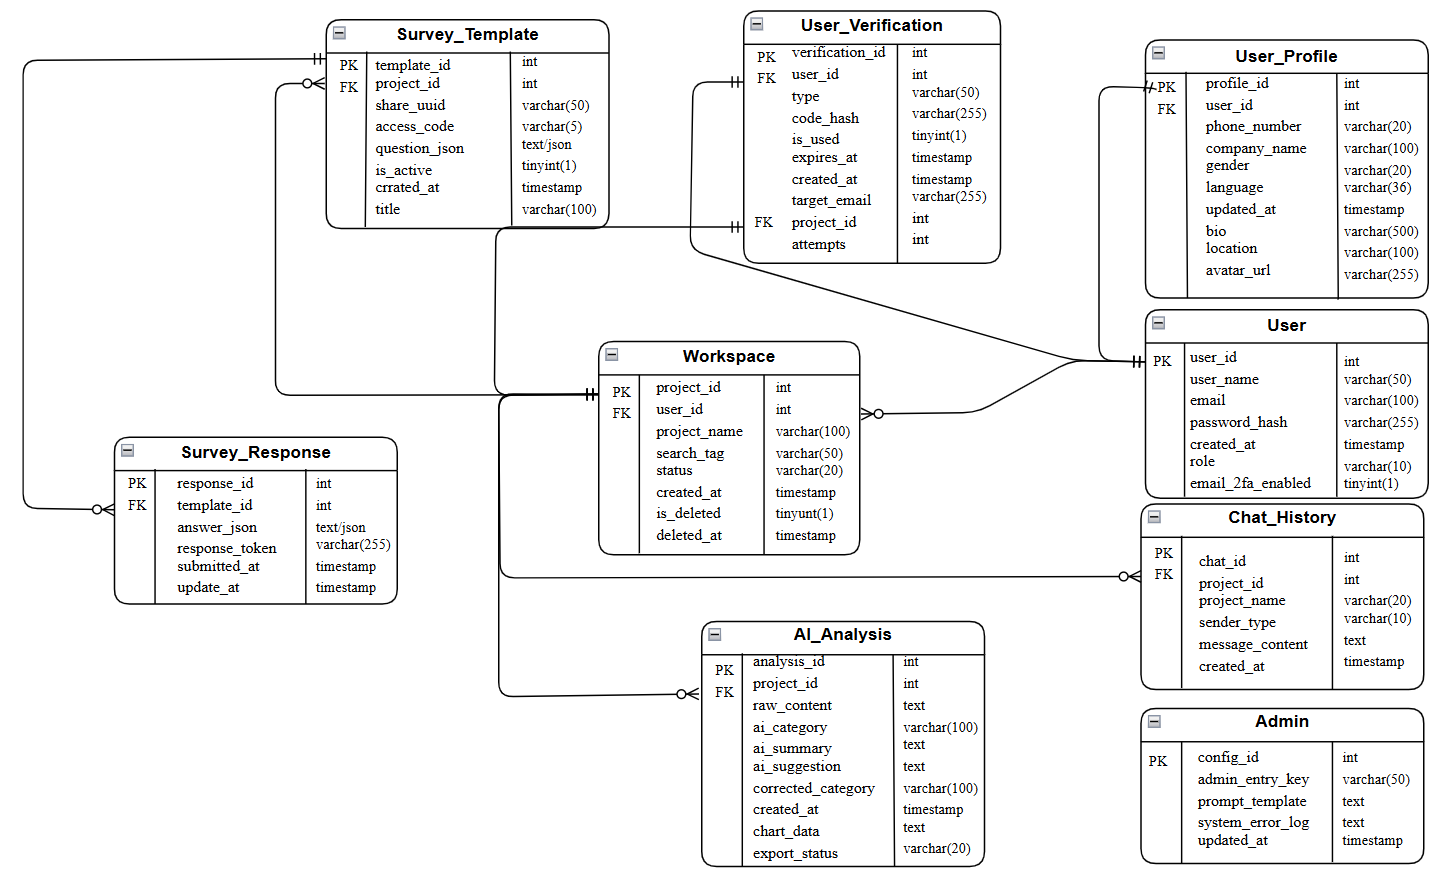 Survey_Template
PK template_id int
FK project_id int
share_uuid varchar(50)
access_code varchar(5)
question_json text/json
is_active tinyint(1)
crrated_at timestamp
title varchar(100)
User_Verification
PK verification_id int
FK user_id int
type varchar(50)
code_hash varchar(255)
is_used tinyint(1)
expires_at timestamp
created_at timestamp
target_email varchar(255)
FK project_id int
attempts int
User_Profile
PK profile_id int
FK user_id int
phone_number varchar(20)
company_name varchar(100)
gender varchar(20)
language varchar(36)
updated_at timestamp
bio varchar(500)
location varchar(100)
avatar_url varchar(255)
User
PK user_id int
user_name varchar(50)
email varchar(100)
password_hash varchar(255)
created_at timestamp
role varchar(10)
email_2fa_enabled tinyint(1)
Workspace
PK project_id int
FK user_id int
project_name varchar(100)
search_tag varchar(50)
status varchar(20)
created_at timestamp
is_deleted tinyunt(1)
deleted_at timestamp
Survey_Response
PK response_id int
FK template_id int
answer_json text/json
response_token varchar(255)
submitted_at timestamp
update_at timestamp
Chat_History
PK chat_id int
FK project_id int
project_name varchar(20)
sender_type varchar(10)
message_content text
created_at timestamp
AI_Analysis
PK analysis_id int
FK project_id int
raw_content text
ai_category varchar(100)
ai_summary text
ai_suggestion text
corrected_category varchar(100)
created_at timestamp
chart_data text
export_status varchar(20)
Admin
PK config_id int
admin_entry_key varchar(50)
prompt_template text
system_error_log text
updated_at timestamp